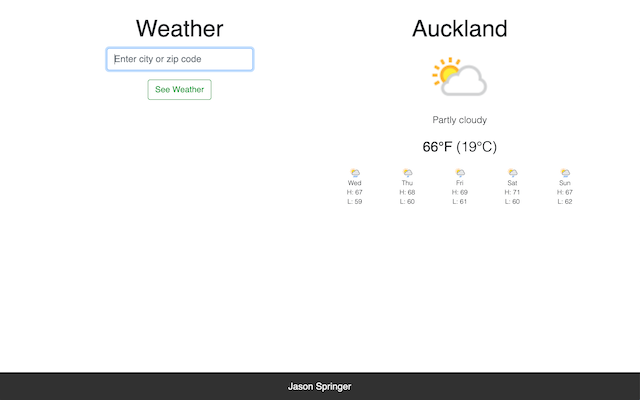 Weather
Enter city or zip code
See Weather
Auckland
Partly cloudy
66°F (19°C)
Wed Thu Fri Sat Sun
H: 67 H: 68 H: 69 H: 71 H: 67
L: 59 L: 60 L: 61 L: 60 L: 62
Jason Springer